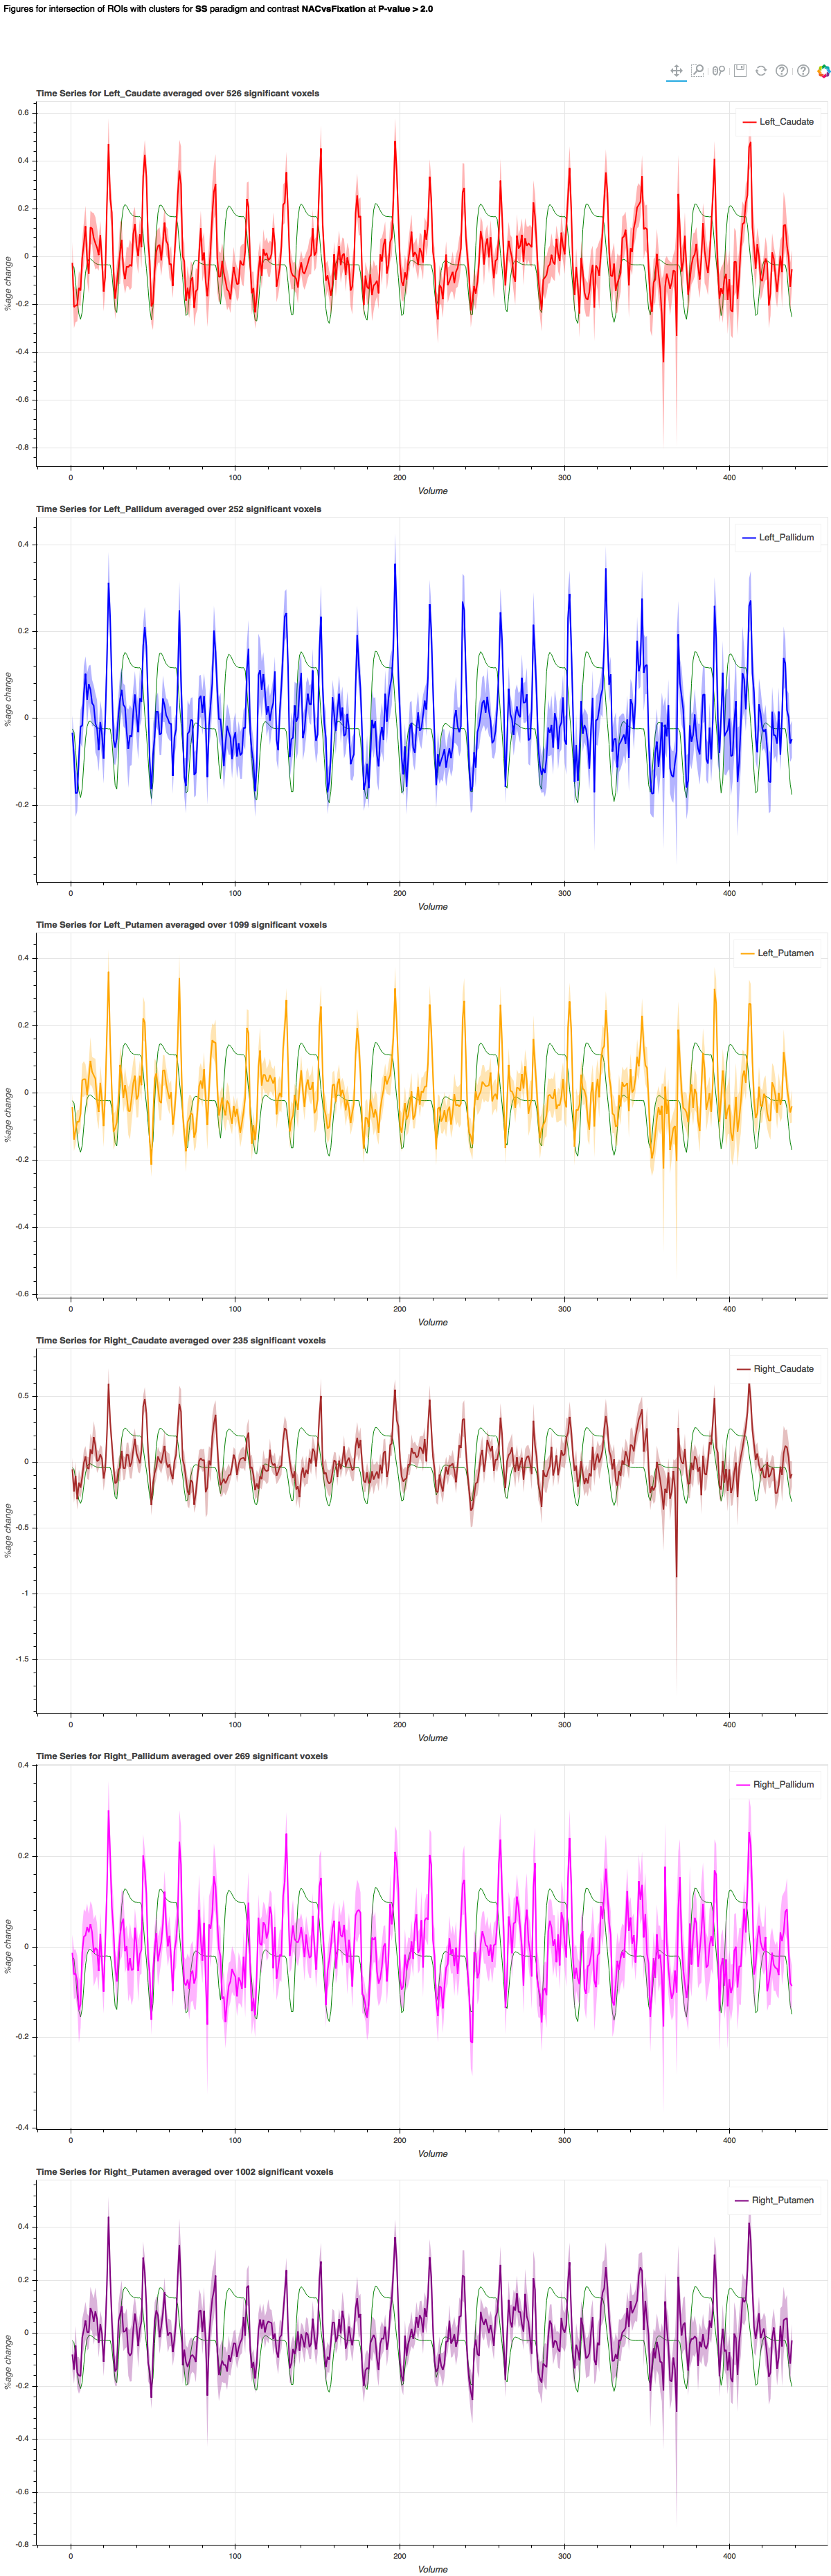 Figures for intersection of ROIs with clusters for SS paradigm and contrast NACvsFixation at P-value > 2.0
Time Series for Left_Caudate averaged over 526 significant voxels
Left_Caudate
0.6
0.4
0.2
0
-0.2
-0.4
-0.6
-0.8
%age change
0
100
200
300
400
Volume
Time Series for Left_Pallidum averaged over 252 significant voxels
Left_Pallidum
0.4
0.2
0
-0.2
%age change
0
100
200
300
400
Volume
Time Series for Left_Putamen averaged over 1099 significant voxels
Left_Putamen
0.4
0.2
0
-0.2
-0.4
-0.6
%age change
0
100
200
300
400
Volume
Time Series for Right_Caudate averaged over 235 significant voxels
Right_Caudate
0.5
0
-0.5
-1
-1.5
%age change
0
100
200
300
400
Volume
Time Series for Right_Pallidum averaged over 269 significant voxels
Right_Pallidum
0.4
0.2
0
-0.2
-0.4
%age change
0
100
200
300
400
Volume
Time Series for Right_Putamen averaged over 1002 significant voxels
Right_Putamen
0.4
0.2
0
-0.2
-0.4
-0.6
-0.8
%age change
0
100
200
300
400
Volume